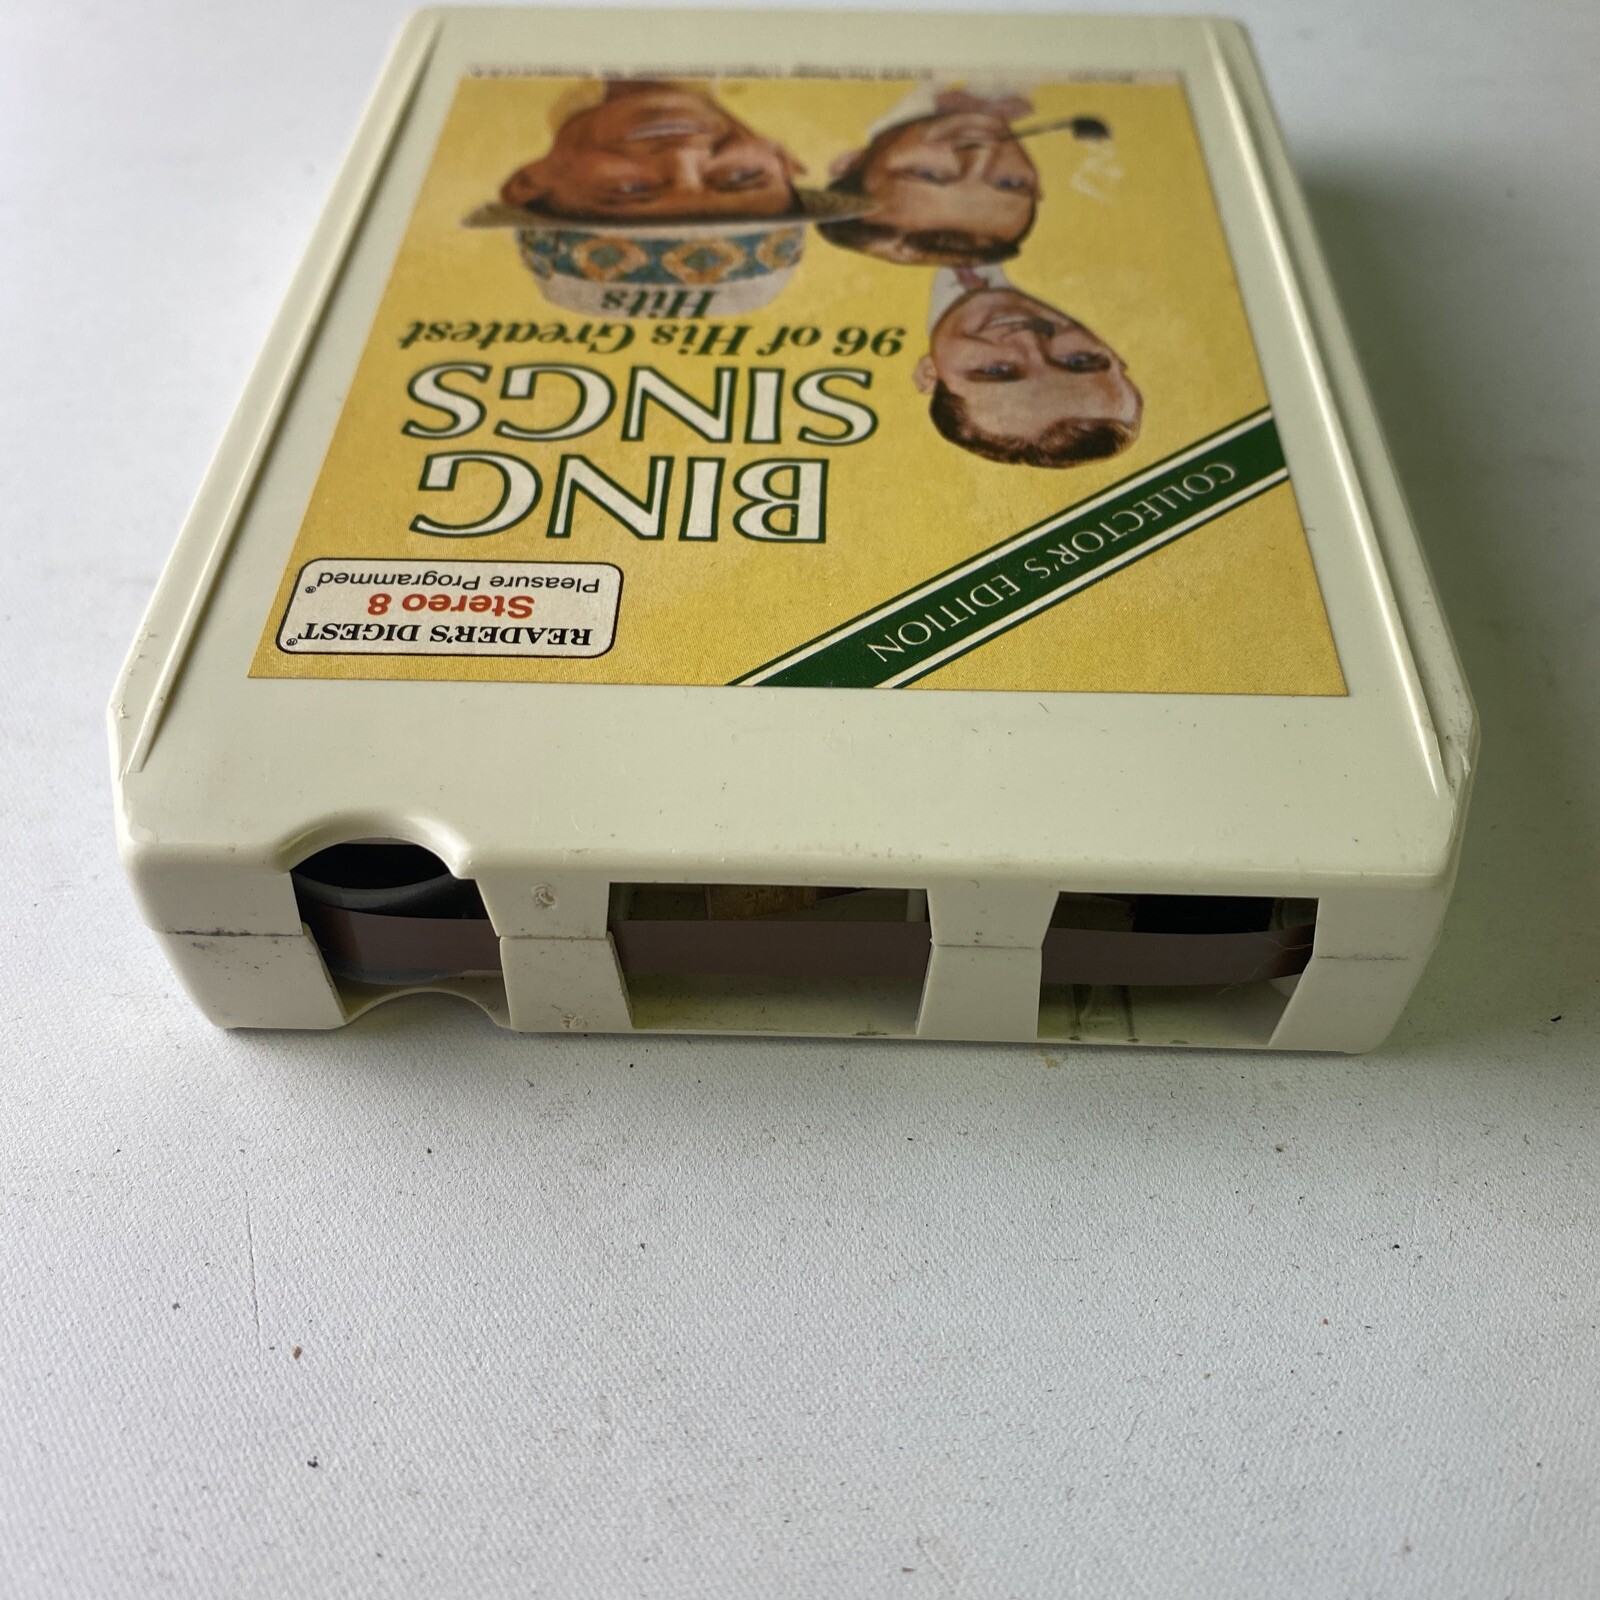 READER'S DIGEST®
Stereo 8
Pleasure Programmed®
COLLECTOR'S EDITION
BING
SINGS
96 of His Greatest
Hits